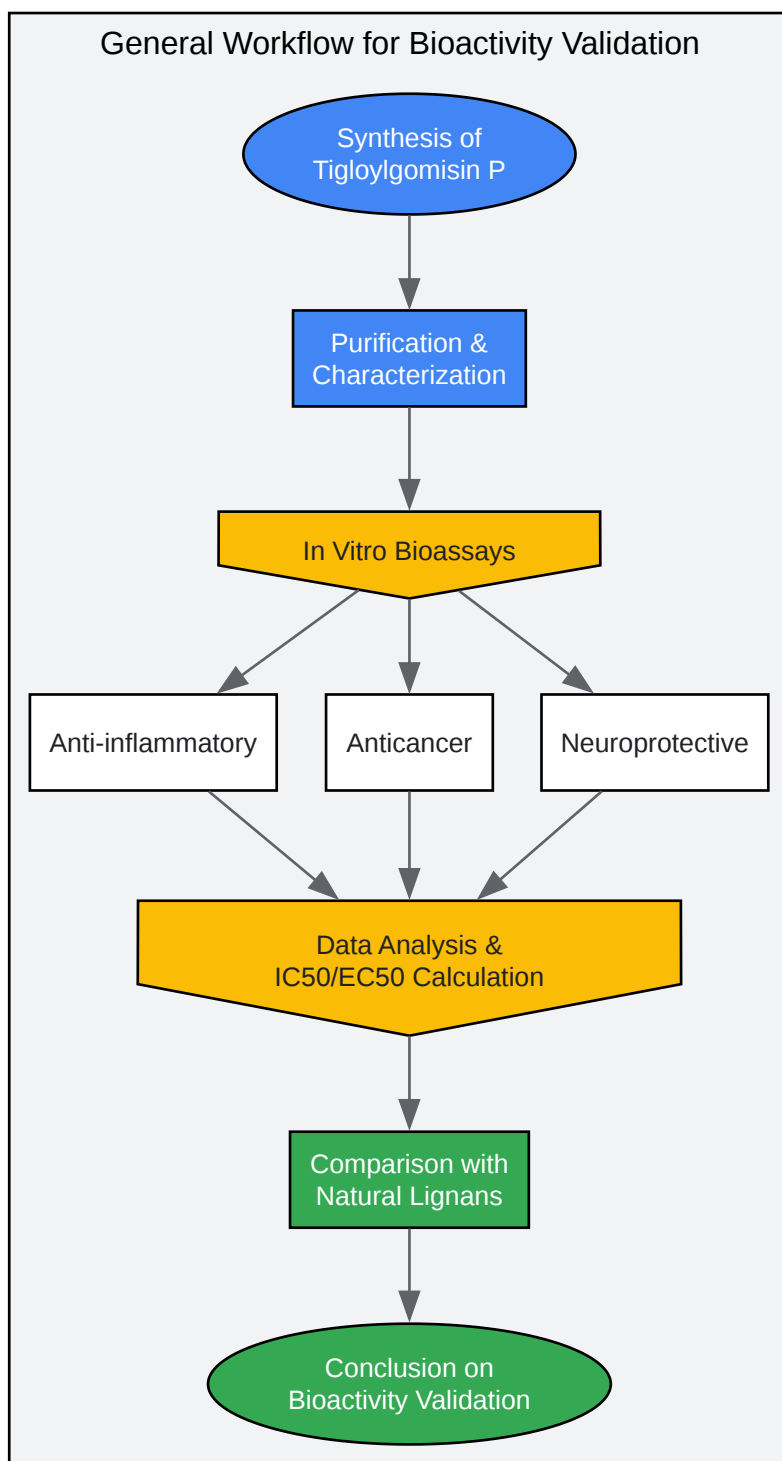 General Workflow for Bioactivity Validation
Synthesis of
Tigloylgomisin P
Purification &
Characterization
In Vitro Bioassays
Anti-inflammatory
Anticancer
Neuroprotective
Data Analysis &
IC50/EC50 Calculation
Comparison with
Natural Lignans
Conclusion on
Bioactivity Validation